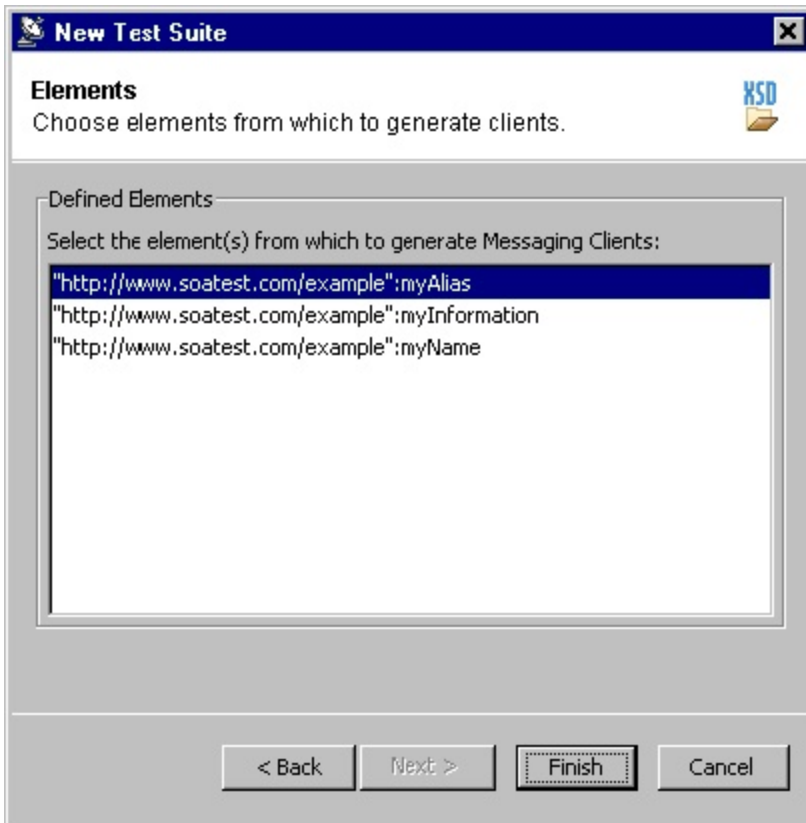 New Test Suite
Elements
Choose elements from which to generate clients.
XSD
Defined Elements
Select the element(s) from which to generate Messaging Clients:
"http://www.soatest.com/example":myAlias
"http://www.soatest.com/example":myInformation
"http://www.soatest.com/example":myName
< Back Next > Finish Cancel